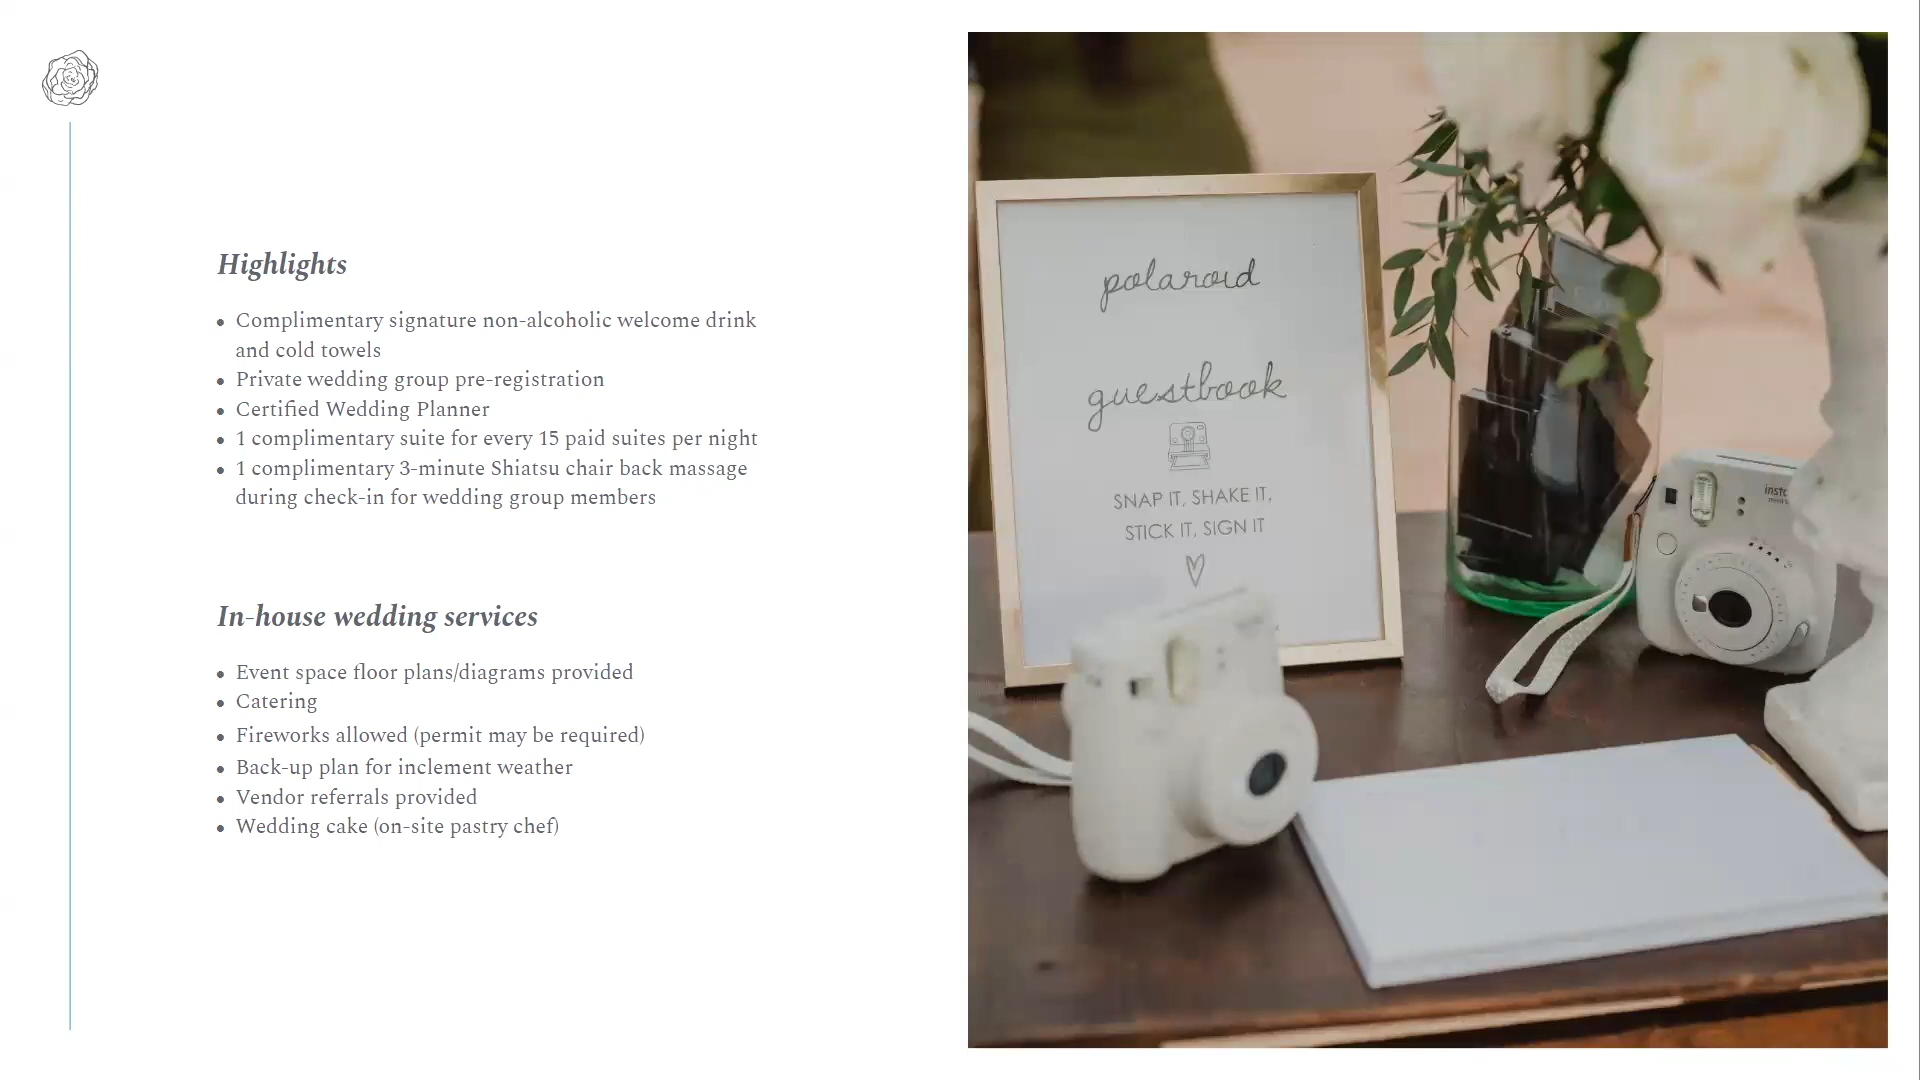 Highlights
• Complimentary signature non-alcoholic welcome drink
and cold towels
• Private wedding group pre-registration
• Certified Wedding Planner
• 1 complimentary suite for every 15 paid suites per night
• 1 complimentary 3-minute Shiatsu chair back massage
during check-in for wedding group members
In-house wedding services
• Event space floor plans/diagrams provided
• Catering
• Fireworks allowed (permit may be required)
• Back-up plan for inclement weather
• Vendor referrals provided
• Wedding cake (on-site pastry chef)
polaroid
guestbook
SNAP IT, SHAKE IT,
STICK IT, SIGN IT